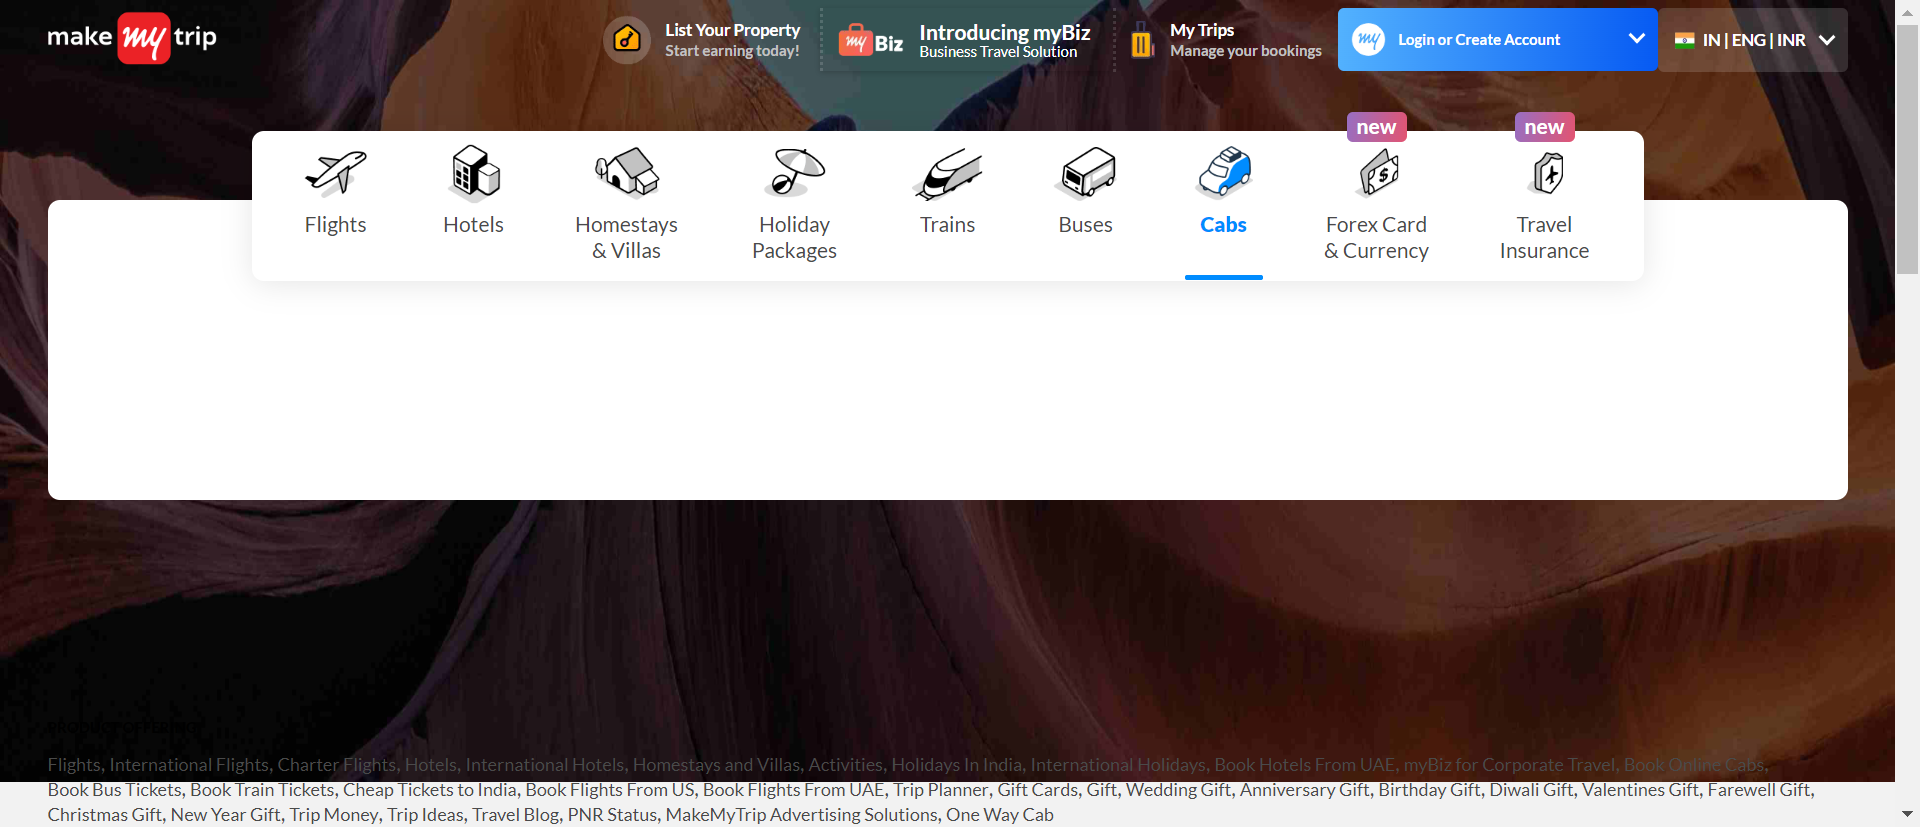 make my trip
List Your Property
Start earning today!
my Biz
Introducing myBiz
Business Travel Solution
My Trips
Manage your bookings
my
Login or Create Account
IN | ENG | INR
new
new
Flights
Hotels
Homestays
& Villas
Holiday
Packages
Trains
Buses
Cabs
Forex Card
& Currency
Travel
Insurance
PRODUCT OFFERING
Flights, International Flights, Charter Flights, Hotels, International Hotels, Homestays and Villas, Activities, Holidays In India, International Holidays, Book Hotels From UAE, myBiz for Corporate Travel, Book Online Cabs,
Book Bus Tickets, Book Train Tickets, Cheap Tickets to India, Book Flights From US, Book Flights From UAE, Trip Planner, Gift Cards, Gift, Wedding Gift, Anniversary Gift, Birthday Gift, Diwali Gift, Valentines Gift, Farewell Gift,
Christmas Gift, New Year Gift, Trip Money, Trip Ideas, Travel Blog, PNR Status, MakeMyTrip Advertising Solutions, One Way Cab